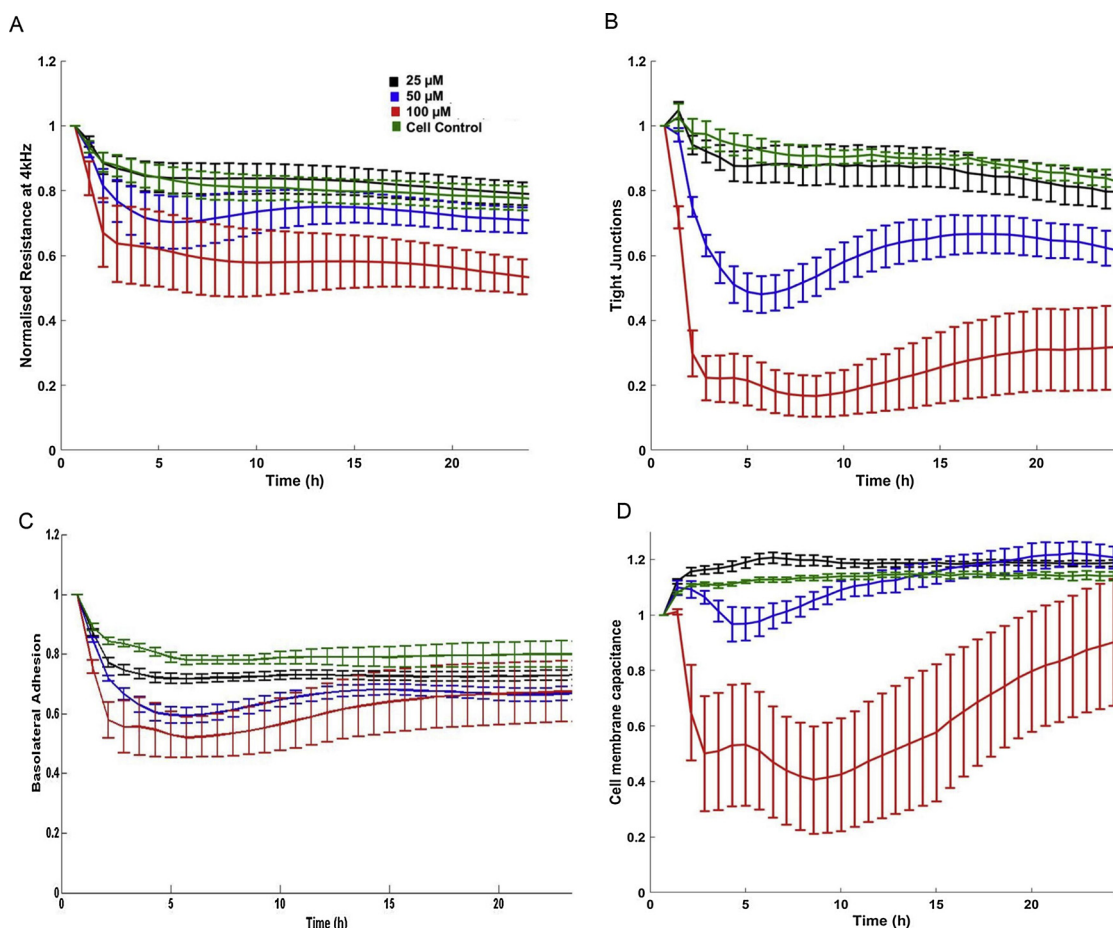 A
Normalised Resistance at 4kHz
1.2
1
0.8
0.6
0.4
0.2
0
25 µM
50 µM
100 µM
Cell Control
0 5 10 15 20
Time (h)
B
Tight Junctions
1.2
1
0.8
0.6
0.4
0.2
0
0 5 10 15 20
Time (h)
C
Basolateral Adhesion
1.2
1
0.8
0.6
0.4
0.2
0
0 5 10 15 20
Time (h)
D
Cell membrane capacitance
1.2
1
0.8
0.6
0.4
0.2
0
0 5 10 15 20
Time (h)